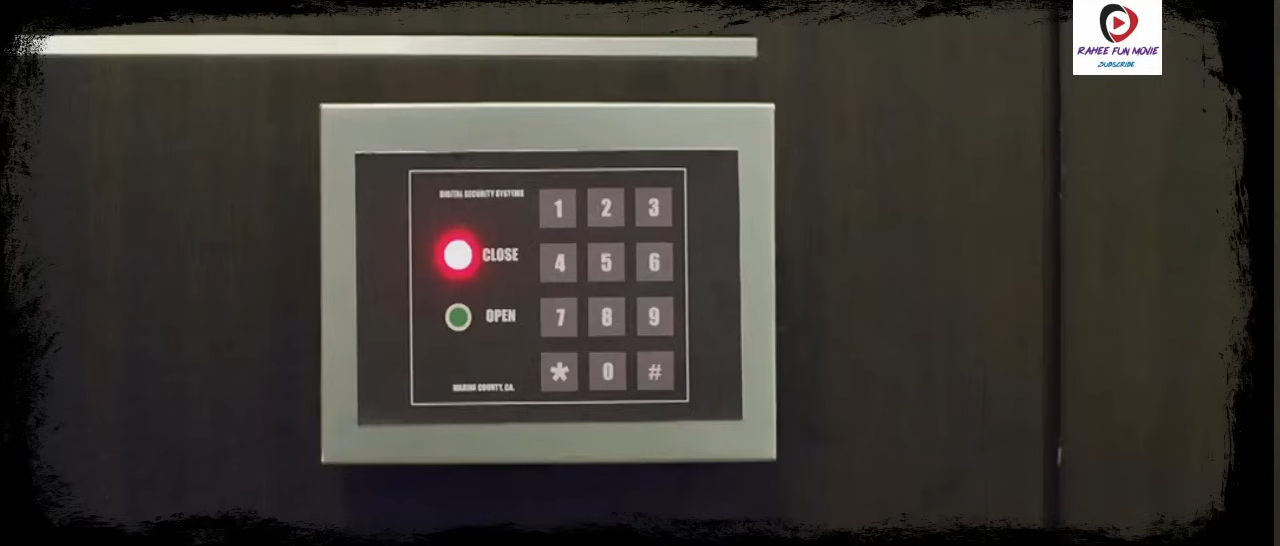 RAHEE FUN MOVIE
SUBSCRIBE
DIGITAL SECURITY SYSTEMS
1 2 3
CLOSE
4 5 6
OPEN
7 8 9
* 0 #
MARIN COUNTY, CA.